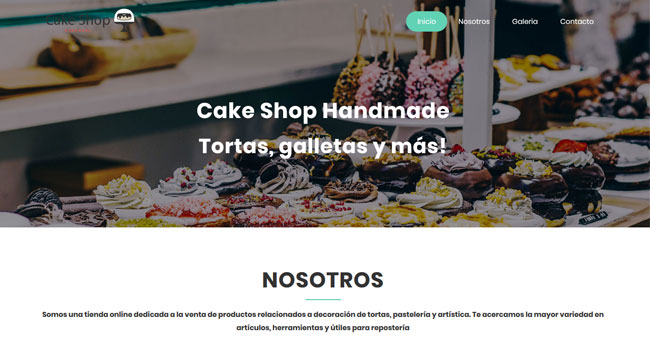 Cake Shop
Inicio Nosotros Galeria Contacto
Cake Shop Handmade
Tortas, galletas y más!
NOSOTROS
Somos una tienda online dedicada a la venta de productos relacionados a decoración de tortas, pastelería y artística. Te acercamos la mayor variedad en
artículos, herramientas y útiles para repostería